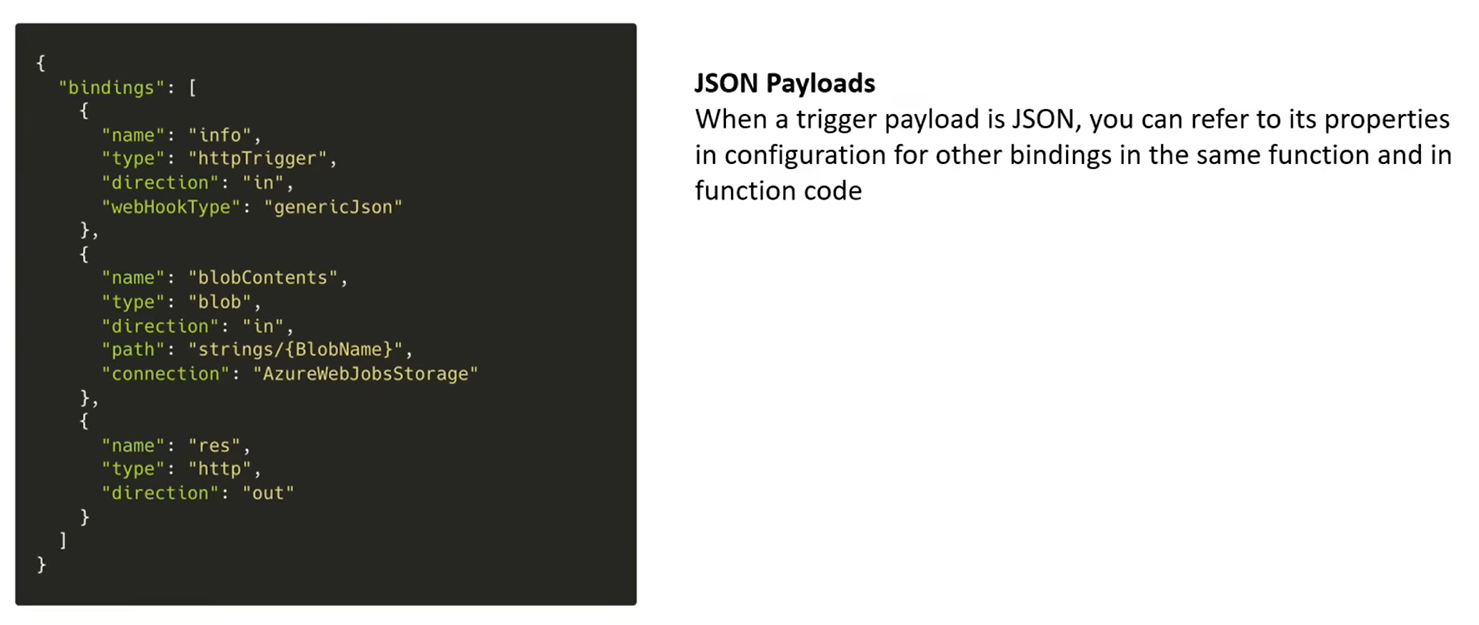 {
  "bindings": [
    {
      "name": "info",
      "type": "httpTrigger",
      "direction": "in",
      "webHookType": "genericJson"
    },
    {
      "name": "blobContents",
      "type": "blob",
      "direction": "in",
      "path": "strings/{BlobName}",
      "connection": "AzureWebJobsStorage"
    },
    {
      "name": "res",
      "type": "http",
      "direction": "out"
    }
  ]
}
JSON Payloads
When a trigger payload is JSON, you can refer to its properties
in configuration for other bindings in the same function and in
function code